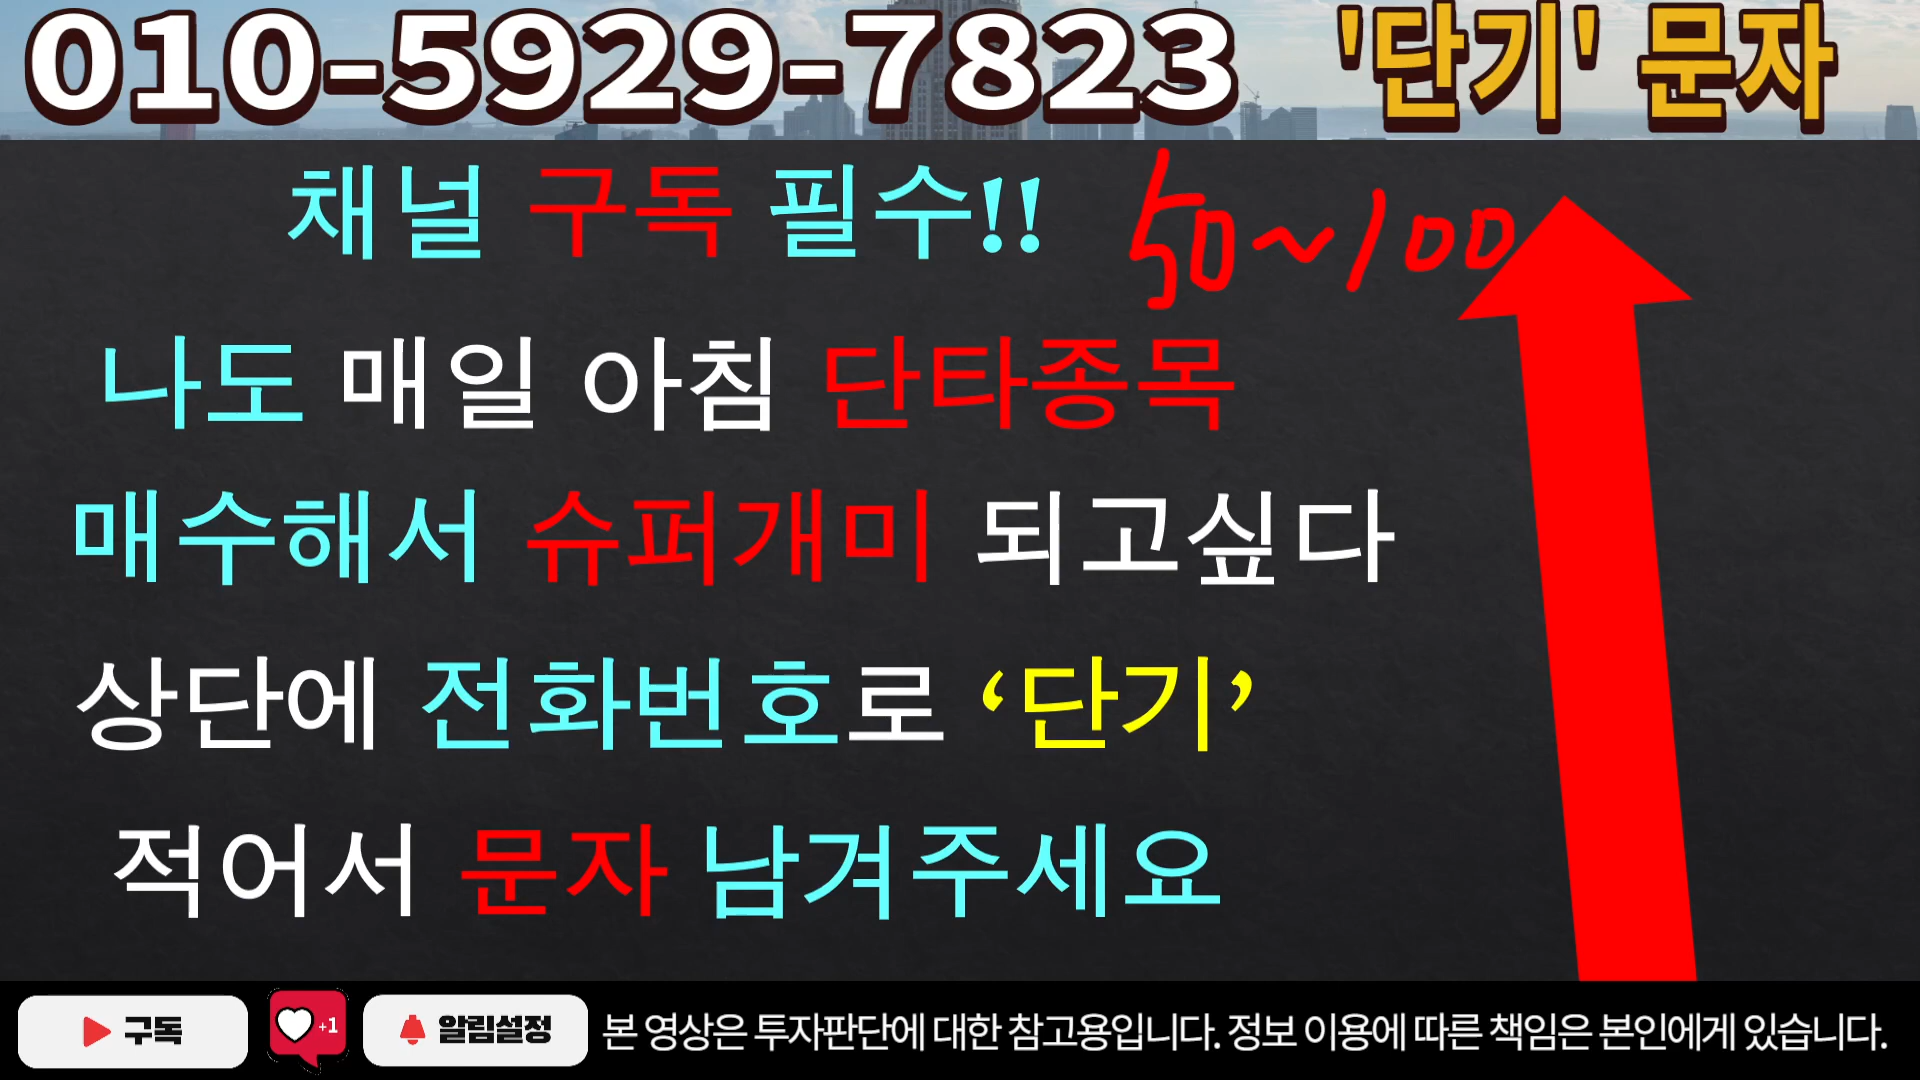 010-5929-7823 '단기' 문자
채널 구독 필수!! 50~100
나도 매일 아침 단타종목
매수해서 슈퍼개미 되고싶다
상단에 전화번호로 ‘단기’
적어서 문자 남겨주세요
구독 +1 알림설정 본 영상은 투자판단에 대한 참고용입니다. 정보 이용에 따른 책임은 본인에게 있습니다.